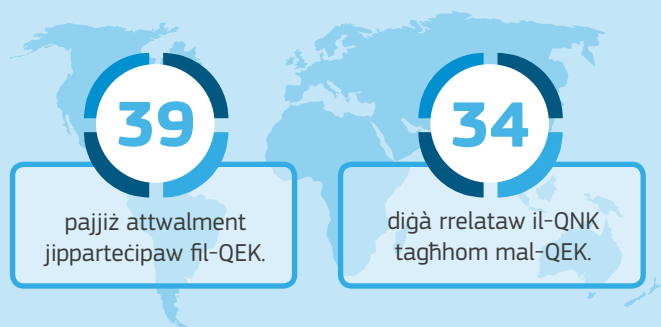 39
pajjiż attwalment
jipparteċipaw fil-QEK.
34
diġà rrelataw il-QNK
tagħhom mal-QEK.